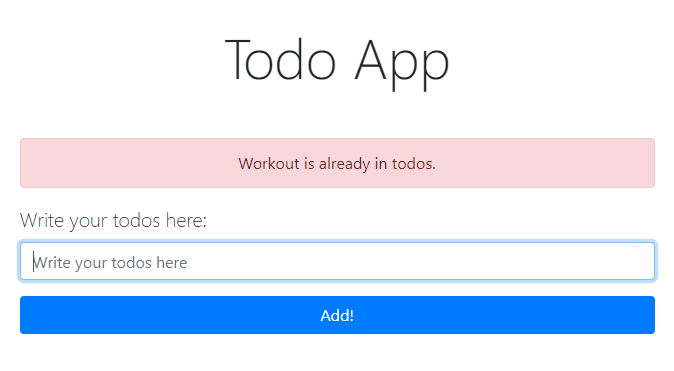 Todo App
Workout is already in todos.
Write your todos here:
Write your todos here
Add!